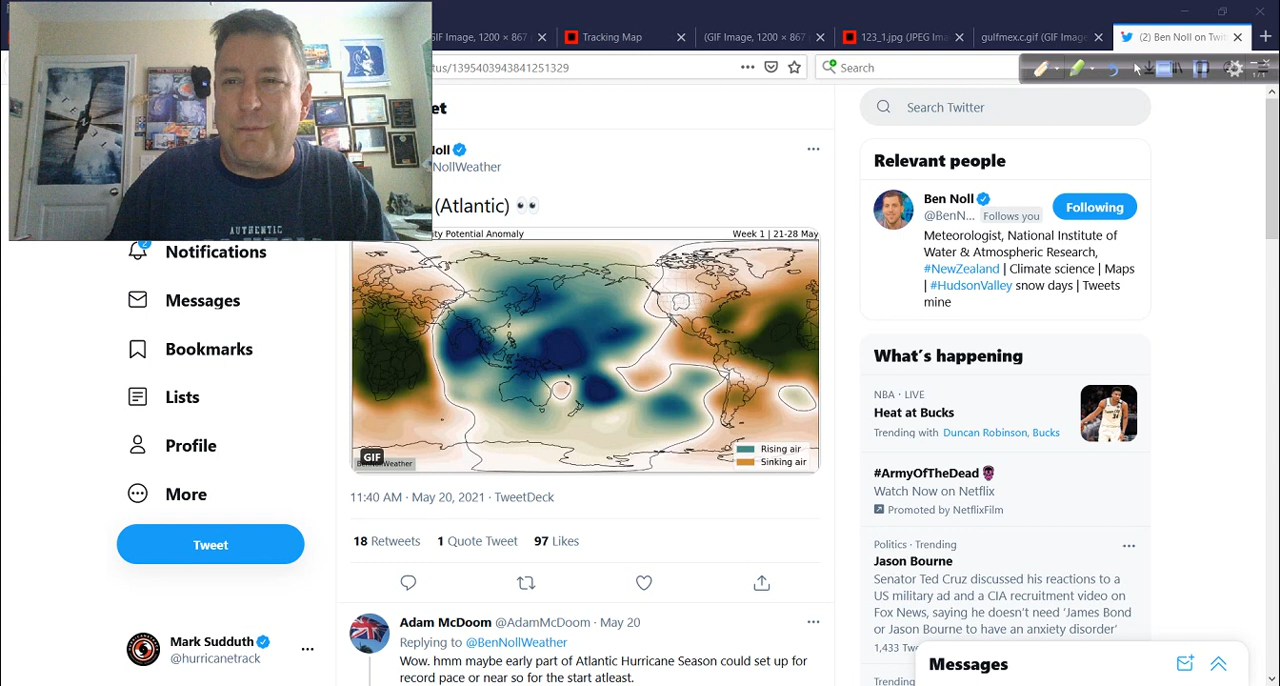 GIF Image, 1200 × 867
Tracking Map
(GIF Image, 1200 × 867
123_1.jpg (JPEG Ima
gulfmex.c.gif (GIF Image
(2) Ben Noll on Twit
tus/1395403943841251329
Search
1/1
AUTHENTIC
et
Noll
NollWeather
(Atlantic) 👀
ty Potential Anomaly
Week 1 | 21-28 May
Rising air
Sinking air
GIF
11:40 AM · May 20, 2021 · TweetDeck
18 Retweets 1 Quote Tweet 97 Likes
Adam McDoom @AdamMcDoom · May 20
Replying to @BenNollWeather
Wow. hmm maybe early part of Atlantic Hurricane Season could set up for
record pace or near so for the start atleast.
2
Notifications
Messages
Bookmarks
Lists
Profile
More
Tweet
Mark Sudduth
@hurricanetrack
Search Twitter
Relevant people
Ben Noll
@BenN... Follows you
Following
Meteorologist, National Institute of
Water & Atmospheric Research,
#NewZealand | Climate science | Maps
| #HudsonValley snow days | Tweets
mine
What's happening
NBA · LIVE
Heat at Bucks
Trending with Duncan Robinson, Bucks
#ArmyOfTheDead
Watch Now on Netflix
Promoted by NetflixFilm
Politics · Trending
Jason Bourne
Senator Ted Cruz discussed his reactions to a
US military ad and a CIA recruitment video on
Fox News, saying he doesn't need 'James Bond
or Jason Bourne to have an anxiety disorder'
1,433 Tw
Trending
Messages